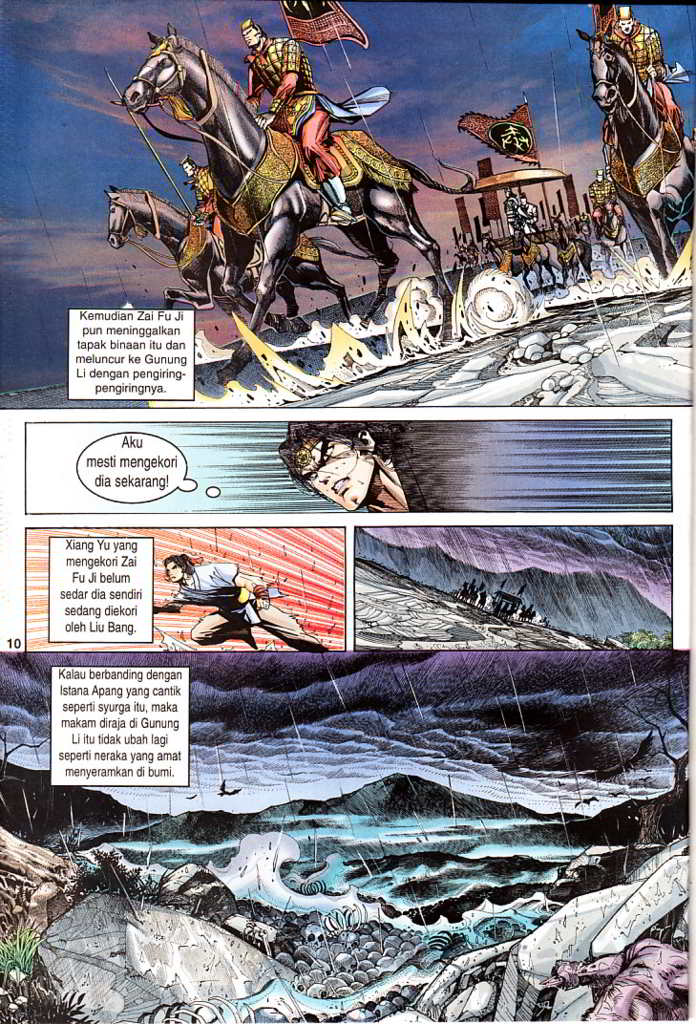 Kemudian Zai Fu Ji
pun meninggalkan
tapak binaan itu dan
meluncur ke Gunung
Li dengan pengiring-
pengiringnya.
Aku
mesti mengekori
dia sekarang!
Xiang Yu yang
mengekori Zai
Fu Ji belum
sedar dia sendiri
sedang diekori
oleh Liu Bang.
10
Kalau berbanding dengan
Istana Apang yang cantik
seperti syurga itu, maka
makam diraja di Gunung
Li itu tidak ubah lagi
seperti neraka yang amat
menyeramkan di bumi.